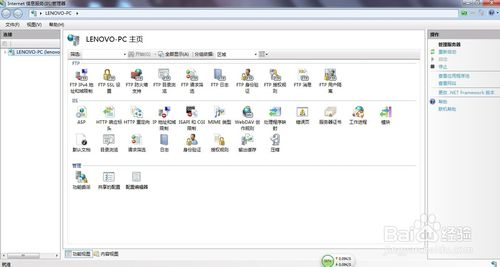 Internet 信息服务(IIS)管理器
LENOVO-PC
文件(F) 视图(V) 帮助(H)
连接
LENOVO-PC (lenovo
LENOVO-PC 主页
筛选: 开始(G) 全部显示(A) 分组依据: 区域
FTP
FTP IPv4 地址和域限制
FTP SSL 设置
FTP 防火墙支持
FTP 目录浏览
FTP 请求筛选
FTP 日志
FTP 身份验证
FTP 授权规则
FTP 消息
FTP 用户隔离
IIS
ASP
HTTP 响应标头
HTTP 重定向
IP 地址和域限制
ISAPI 和 CGI 限制
MIME 类型
WebDAV 创作规则
处理程序映射
错误页
服务器证书
工作进程
模块
默认文档
目录浏览
请求筛选
日志
身份验证
授权规则
输出缓存
压缩
管理
功能委派
共享的配置
配置编辑器
功能视图 内容视图
就绪
操作
管理服务器
重新启动
启动
停止
查看应用程序池
查看网站
更改 .NET Framework 版本
帮助
联机帮助
Baidu 经验